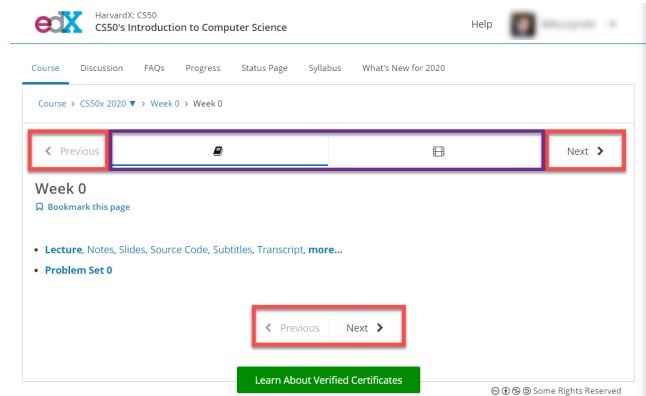 edX
HarvardX: CS50
CS50's Introduction to Computer Science
Help
Course Discussion FAQs Progress Status Page Syllabus What's New for 2020
Course > CS50x 2020 ▼ > Week 0 > Week 0
Previous
Next
Week 0
Bookmark this page
• Lecture, Notes, Slides, Source Code, Subtitles, Transcript, more...
• Problem Set 0
Previous Next
Learn About Verified Certificates
Some Rights Reserved